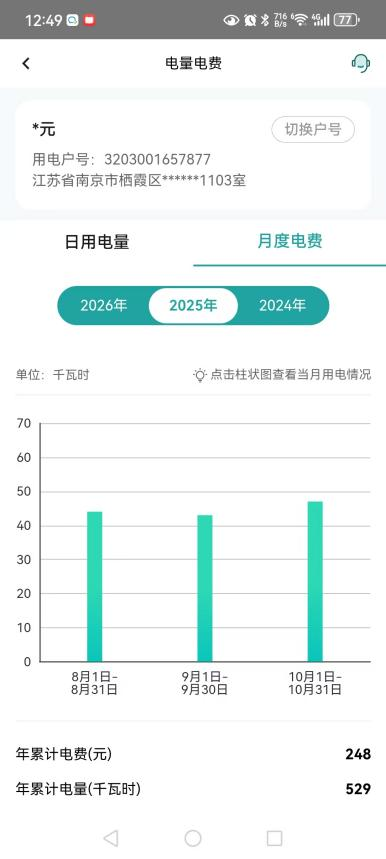 12:49
716 B/s
6
4G
77
电量电费
*元
切换户号
用电户号：3203001657877
江苏省南京市栖霞区******1103室
日用电量
月度电费
2026年
2025年
2024年
单位：千瓦时
点击柱状图查看当月用电情况
70
60
50
40
30
20
10
0
8月1日-
8月31日
9月1日-
9月30日
10月1日-
10月31日
年累计电费(元)
248
年累计电量(千瓦时)
529